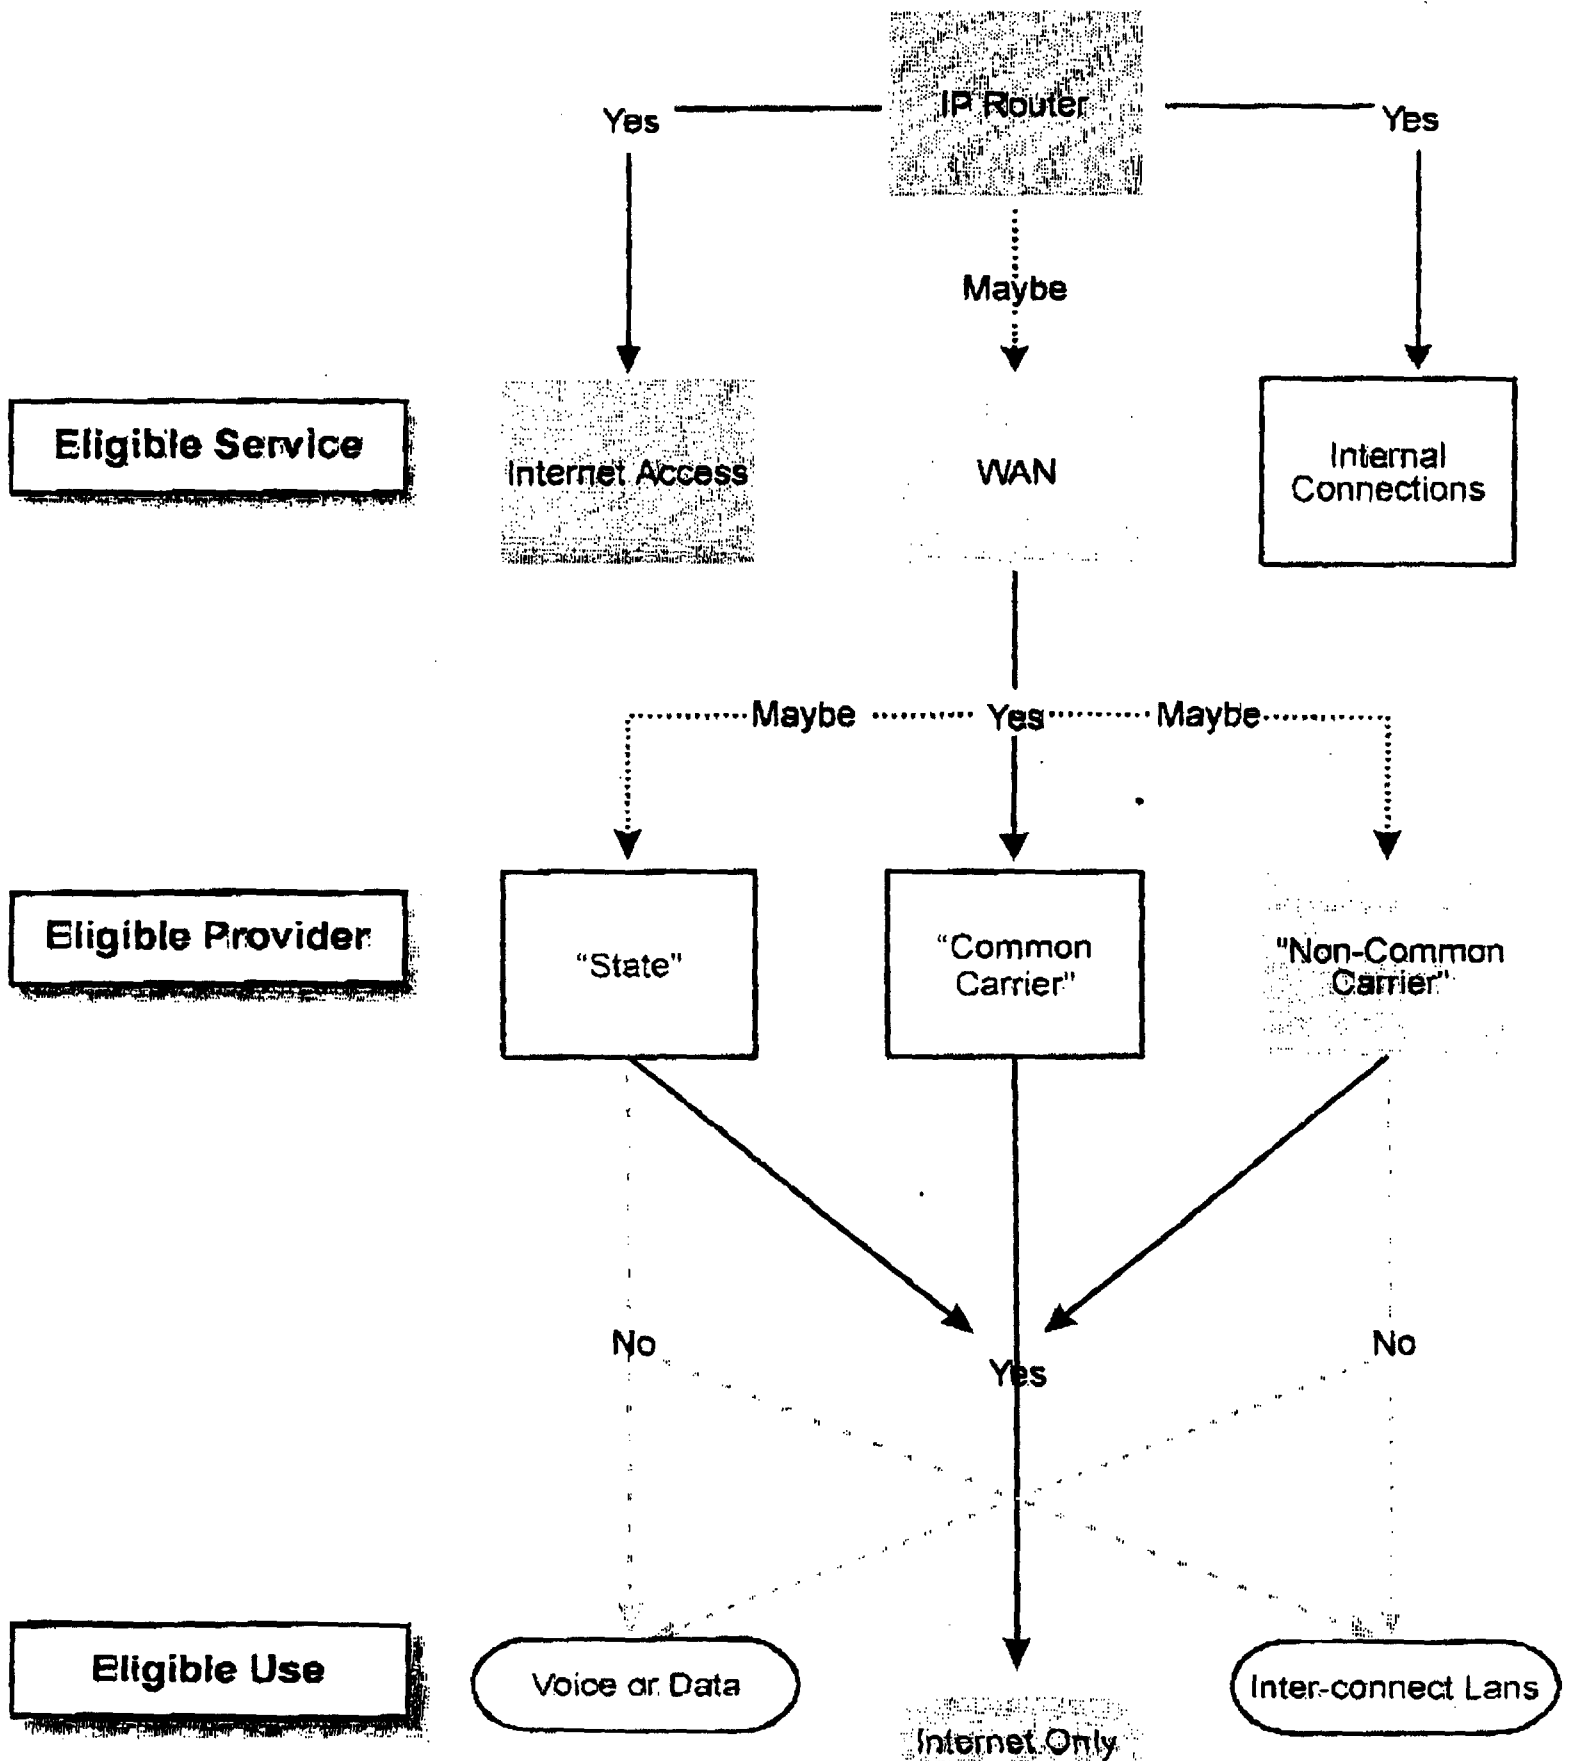 IP Router
Yes
Yes
Maybe
Eligible Service
Internet Access
WAN
Internal
Connections
Maybe
Yes
Maybe
Eligible Provider
“State"
“Common
Carrier"
"Non-Common
Carrier"
No
Yes
No
Eligible Use
Voice or Data
Internet Only
Inter-connect Lans